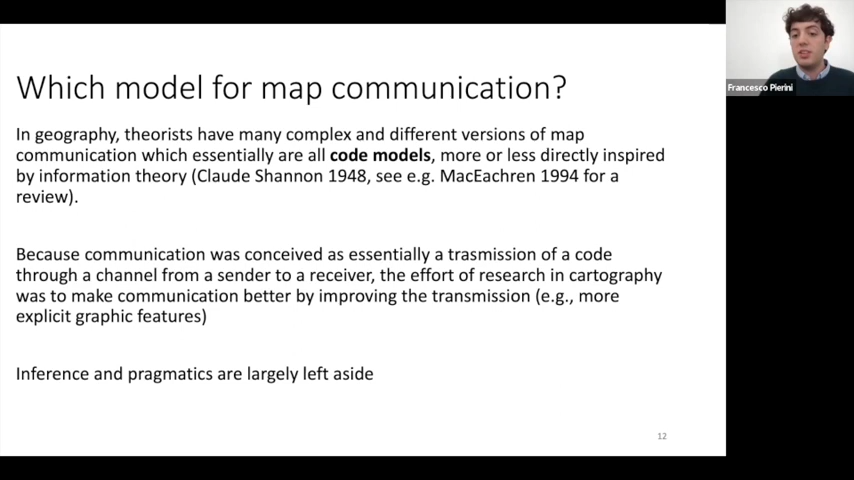 Which model for map communication?
In geography, theorists have many complex and different versions of map
communication which essentially are all code models, more or less directly inspired
by information theory (Claude Shannon 1948, see e.g. MacEachren 1994 for a
review).
Because communication was conceived as essentially a trasmission of a code
through a channel from a sender to a receiver, the effort of research in cartography
was to make communication better by improving the transmission (e.g., more
explicit graphic features)
Inference and pragmatics are largely left aside
12
Francesco Pierini